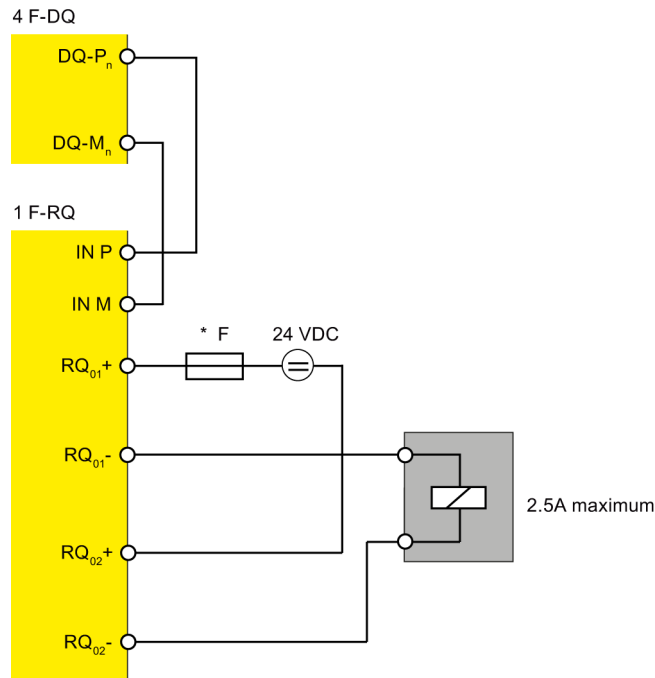 4 F-DQ
DQ-Pn
DQ-Mn
1 F-RQ
IN P
IN M
* F 24 VDC
RQ01+
RQ01-
2.5A maximum
RQ02+
RQ02-